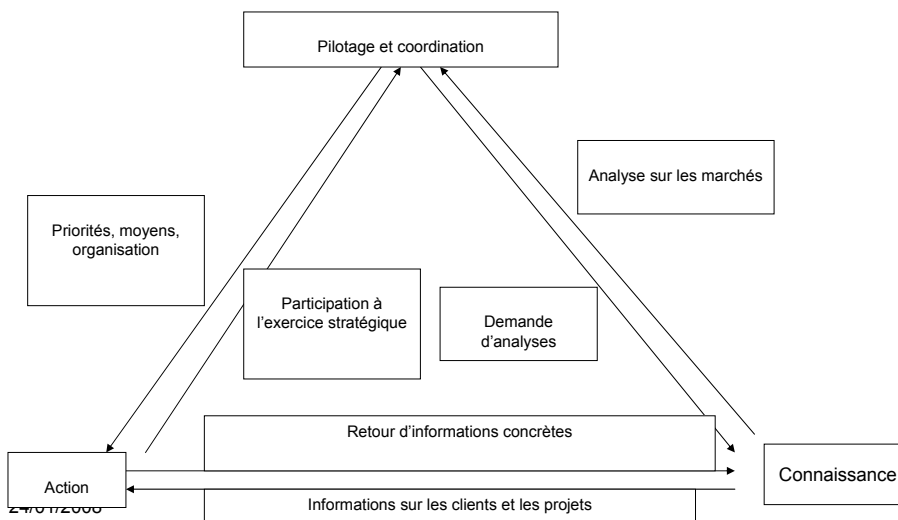 Pilotage et coordination
Analyse sur les marchés
Priorités, moyens,
organisation
Participation à
l’exercice stratégique
Demande
d’analyses
Retour d’informations concrètes
Connaissance
Action
Informations sur les clients et les projets